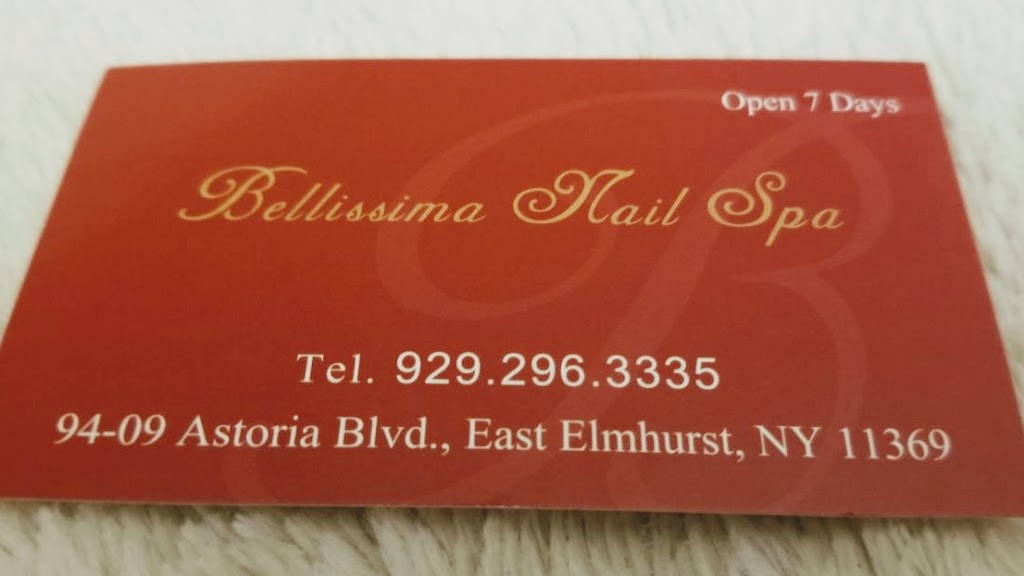 Open 7 Days
Bellissima Nail Spa
Tel. 929.296.3335
94-09 Astoria Blvd., East Elmhurst, NY 11369